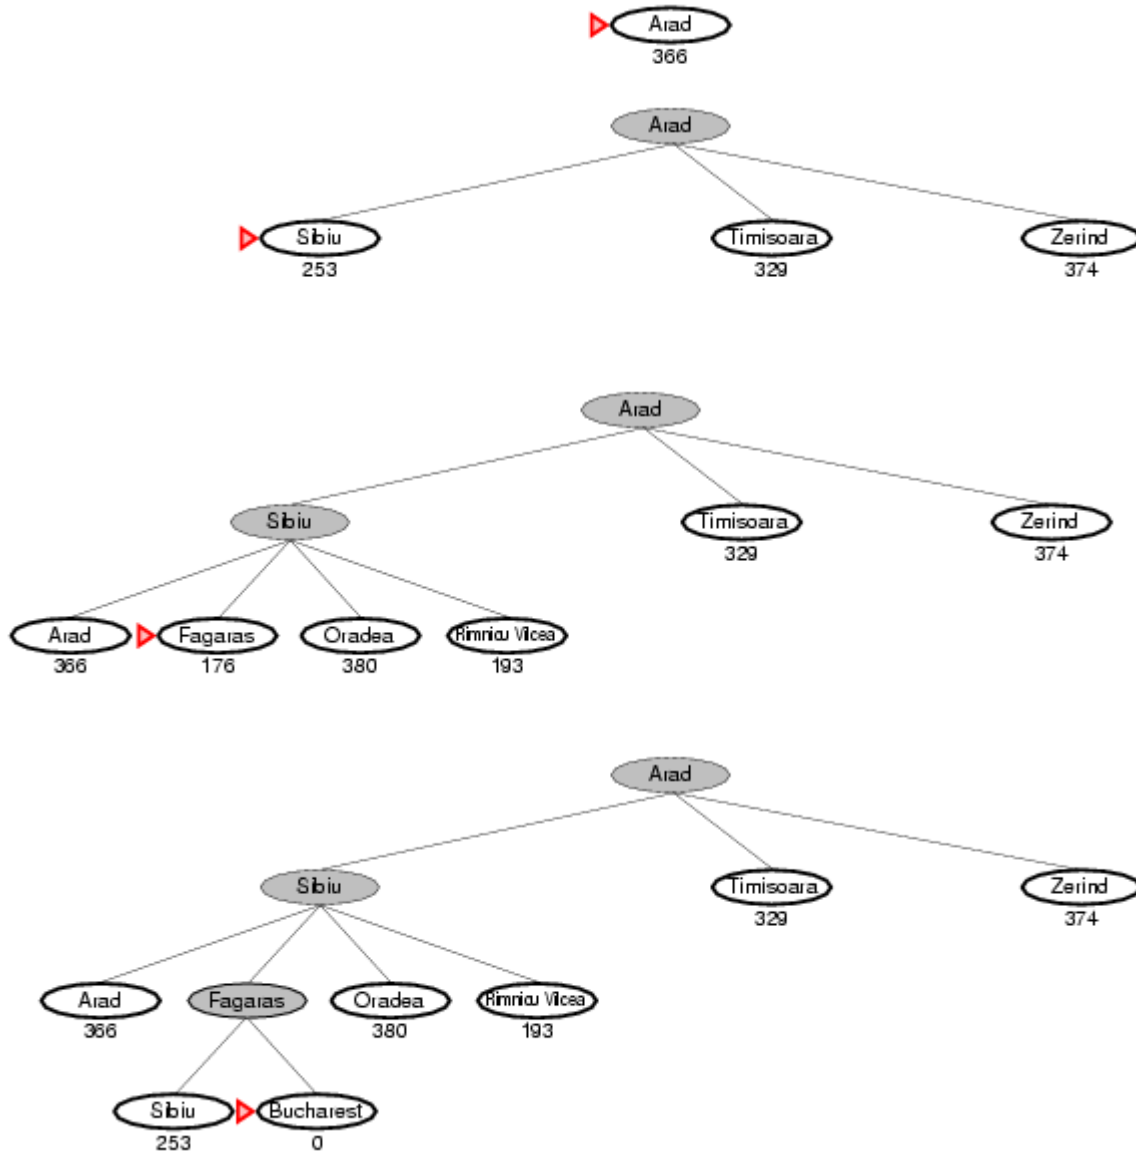 Arad
366
Arad
Sibiu Timisoara Zerind
253 329 374
Arad
Sibiu Timisoara Zerind
329 374
Arad Fagaras Oradea Rimnicu Vilcea
366 176 380 193
Arad
Sibiu Timisoara Zerind
329 374
Arad Fagaras Oradea Rimnicu Vilcea
366 380 193
Sibiu Bucharest
253 0